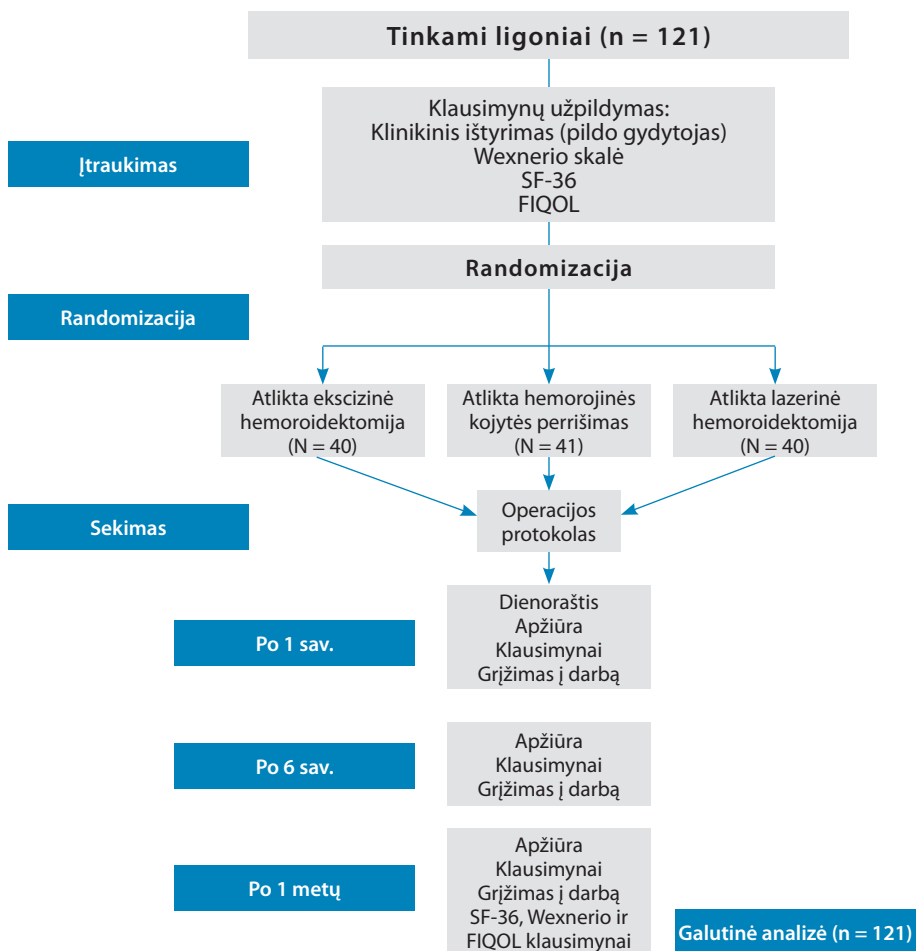 Tinkami ligoniai (n = 121)
Klausimynų užpildymas:
Klinikinis ištyrimas (pildo gydytojas)
Wexnerio skalė
SF-36
FIQOL
Įtraukimas
Randomizacija
Randomizacija
Atlikta ekscizinė
hemoroidektomija
(N = 40)
Atlikta hemorojinės
kojytės perrišimas
(N = 41)
Atlikta lazerinė
hemoroidektomija
(N = 40)
Sekimas
Operacijos
protokolas
Po 1 sav.
Dienoraštis
Apžiūra
Klausimynai
Grįžimas į darbą
Po 6 sav.
Apžiūra
Klausimynai
Grįžimas į darbą
Po 1 metų
Apžiūra
Klausimynai
Grįžimas į darbą
SF-36, Wexnerio ir
FIQOL klausimynai
Galutinė analizė (n = 121)